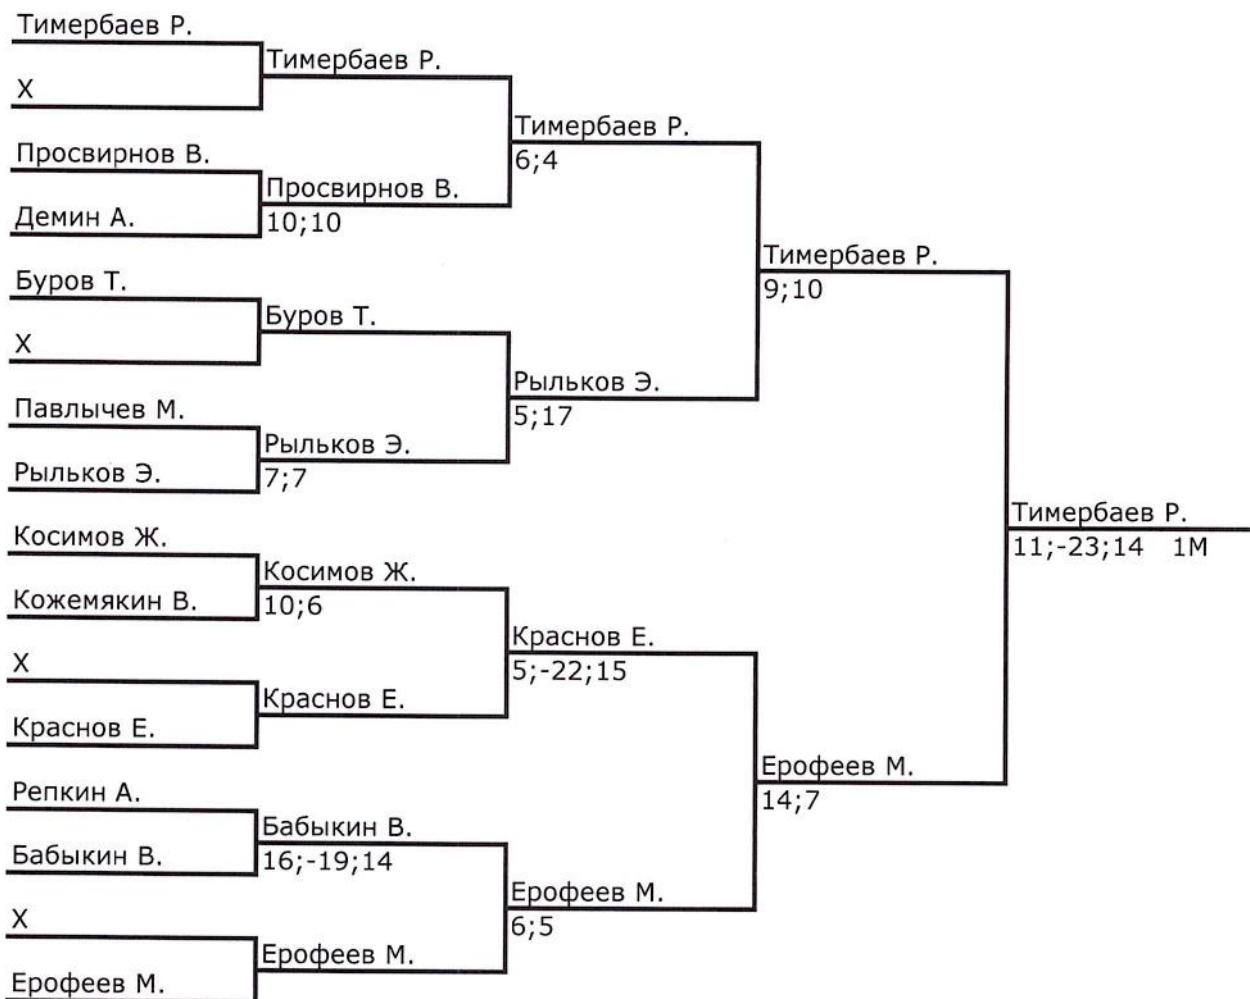 Тимербаев Р.
X
Просвирнов В.
Демин А.
Буров Т.
X
Павлычев М.
Рыльков Э.
Косимов Ж.
Кожемякин В.
X
Краснов Е.
Репкин А.
Бабыкин В.
X
Ерофеев М.
Тимербаев Р.
Просвирнов В.
10;10
Буров Т.
Рыльков Э.
7;7
Косимов Ж.
10;6
Краснов Е.
Бабыкин В.
16;-19;14
Ерофеев М.
Тимербаев Р.
6;4
Рыльков Э.
5;17
Краснов Е.
5;-22;15
Ерофеев М.
6;5
Тимербаев Р.
9;10
Ерофеев М.
14;7
Тимербаев Р.
11;-23;14 1М